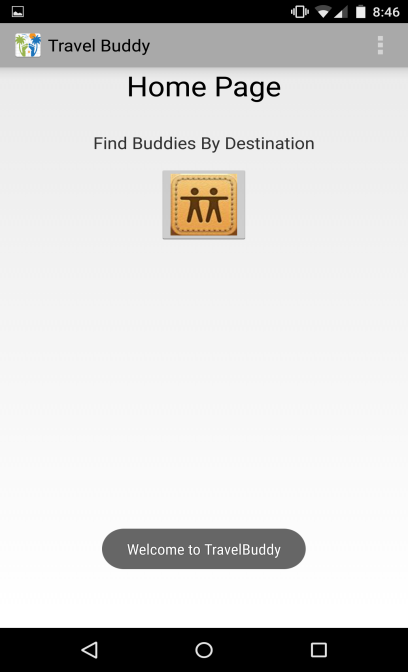 8:46
Travel Buddy
Home Page
Find Buddies By Destination
Welcome to TravelBuddy